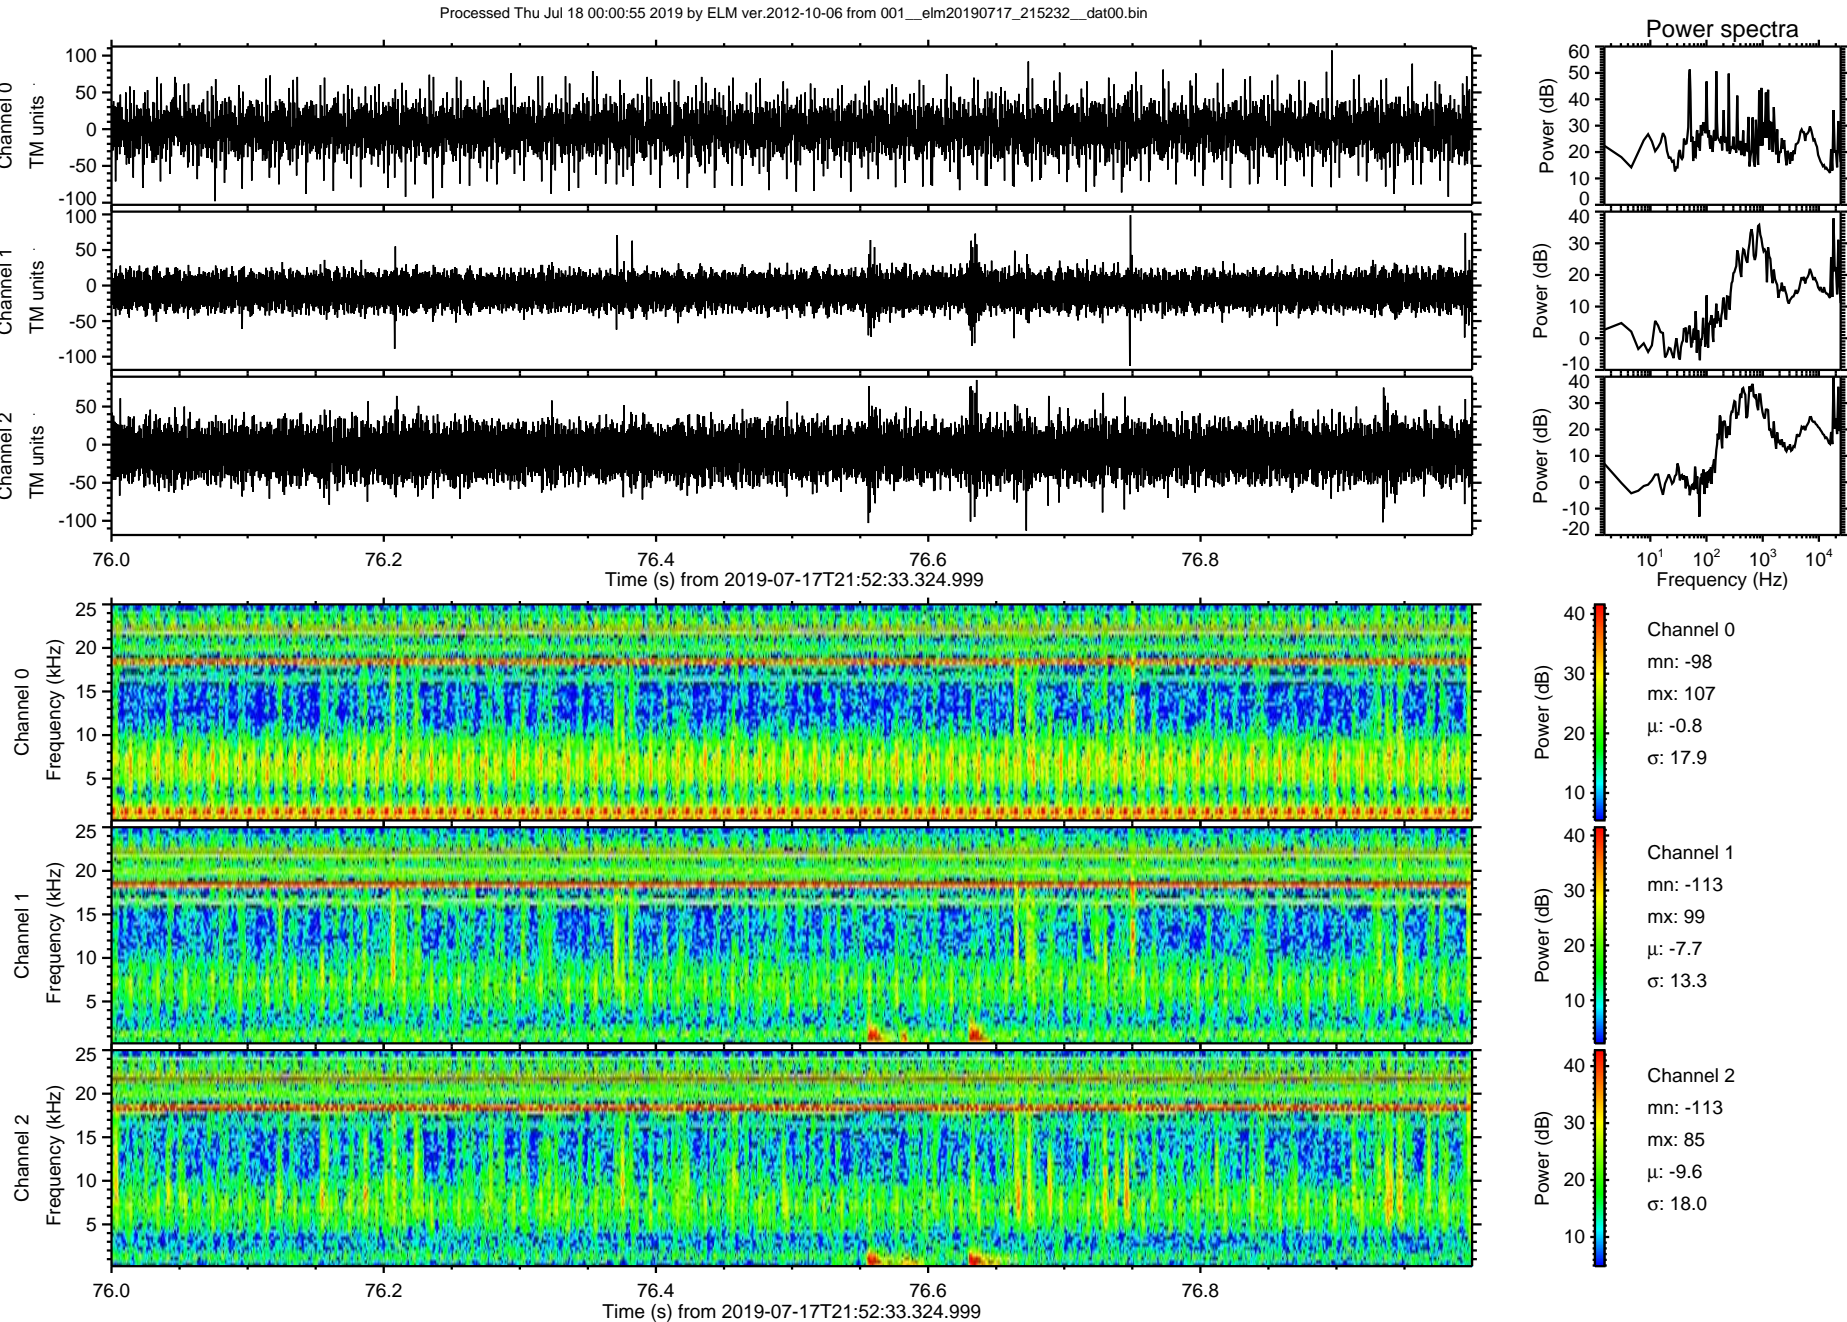 Processed Thu Jul 18 00:00:55 2019 by ELM ver.2012-10-06 from 001__elm20190717_215232__dat00.bin
Power spectra
Channel 0
TM units
100
50
0
-50
-100
Power (dB)
60
50
40
30
20
10
0
Channel 1
TM units
100
50
0
-50
-100
Power (dB)
40
30
20
10
0
-10
Channel 2
TM units
50
0
-50
-100
Power (dB)
40
30
20
10
0
-10
-20
76.0 76.2 76.4 76.6 76.8
Time (s) from 2019-07-17T21:52:33.324.999
10¹ 10² 10³ 10⁴
Frequency (Hz)
Channel 0
Frequency (kHz)
25
20
15
10
5
Power (dB)
40
30
20
10
Channel 0
mn: -98
mx: 107
μ: -0.8
σ: 17.9
Channel 1
Frequency (kHz)
25
20
15
10
5
Power (dB)
40
30
20
10
Channel 1
mn: -113
mx: 99
μ: -7.7
σ: 13.3
Channel 2
Frequency (kHz)
25
20
15
10
5
Power (dB)
40
30
20
10
Channel 2
mn: -113
mx: 85
μ: -9.6
σ: 18.0
76.0 76.2 76.4 76.6 76.8
Time (s) from 2019-07-17T21:52:33.324.999